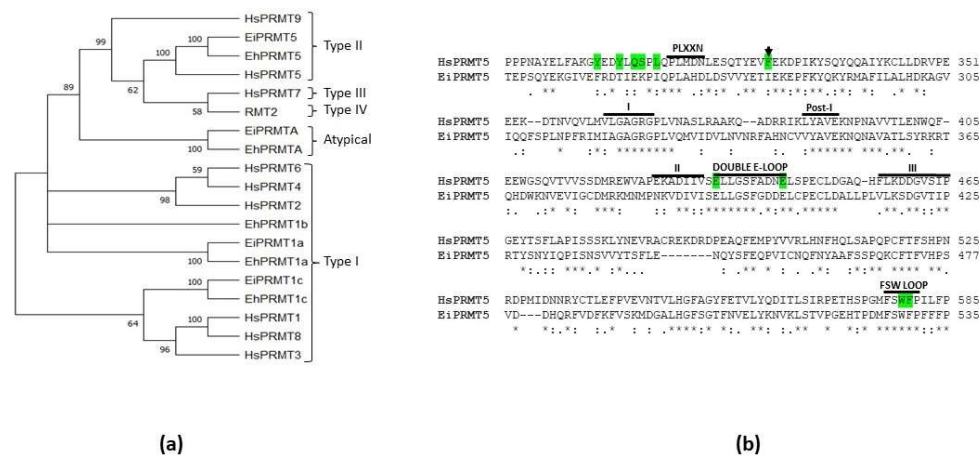 HsPRMT9
EiPRMT5
EhPRMT5
HsPRMT5
HsPRMT7
RMT2
EiPRMTA
EhPRMTA
HsPRMT6
HsPRMT4
HsPRMT2
EhPRMT1b
EiPRMT1a
EhPRMT1a
EiPRMT1c
EhPRMT1c
HsPRMT1
HsPRMT8
HsPRMT3
Type II
Type III
Type IV
Atypical
Type I
99
100
100
62
89
58
100
59
98
100
100
64
100
96
(a)
PLXXN
HsPRMT5 PPPNAYELFAKGYEDYLQSPLQPLMDNLESQTYEVFEKDPIKYSQYQQAIYKCLLDRVPE 351
EiPRMT5 TEPSQYEKGIVEFRDTIEKPIQPLAHDLDSVVYETIEKEPFKYSQYKRMAFILALHDKAGV 305
I Post-I
HsPRMT5 EEK---DTNVQVLMVLGAGRGPLVNASLRAAKQ--ADRRIKLYAVEKNPNAVVTLENWQF- 405
EiPRMT5 IQQFSPLNPFRIMIAGAGRGPLVQMVIDVLNVNRFAHNCVVYAVEKNQNAVATLSYRKRT 365
II DOUBLE E-LOOP III
HsPRMT5 EEWGSQVTVVSSDMREWVAPEKADIIVSELLGSFADNELSPECLDGAQ-HFLKDDGVSIP 465
EiPRMT5 QHDWKNVEVIGCDMRKMNMPNKVDIVISELLGSFGDDELCPECLDALLPLVLKSDGVTIP 425
HsPRMT5 GEYTSFLAPISSSKLYNEVRACREKDRDPEAQFEMPYVVRLHNFHQLSAPQPCFTFSHPN 525
EiPRMT5 TSYNSFIQPISNSVVYTSFLE--------NQYSFEQPVICNQFNYAAFSSPQKCFTFVHPS 477
FSW LOOP
HsPRMT5 RDPMIDNNRYCTLEFPVEVNTVLHGFAGYFETVLYQDITLSIRPETHSPGMFSWFPILFP 585
EiPRMT5 VD---DHQRFVDFKFVSKMDGALHGFSGTFNVELYKNVKLSTVPGEHTPDMFSWFPFFFP 535
(b)